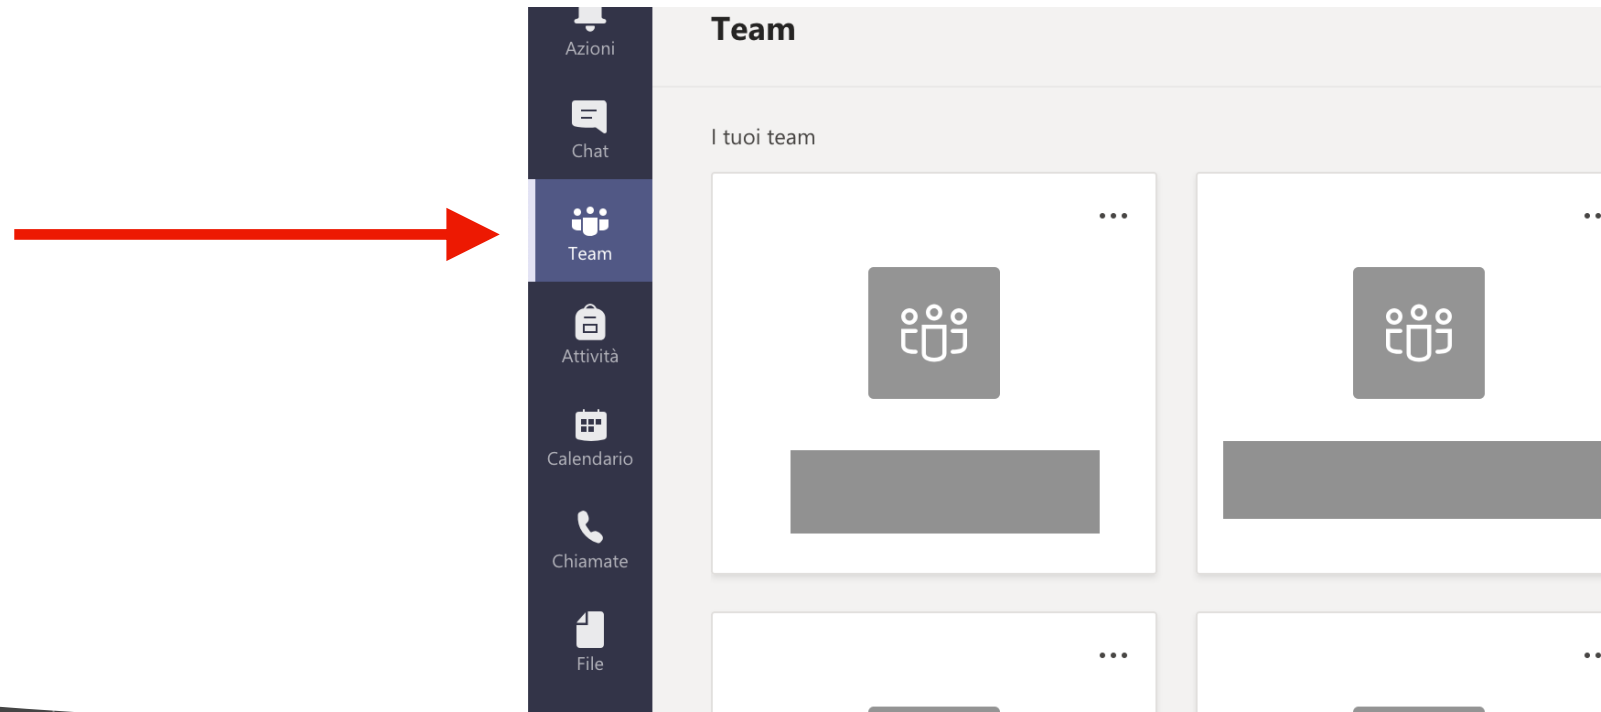 Azioni
Chat
Team
Attività
Calendario
Chiamate
File
Team
I tuoi team